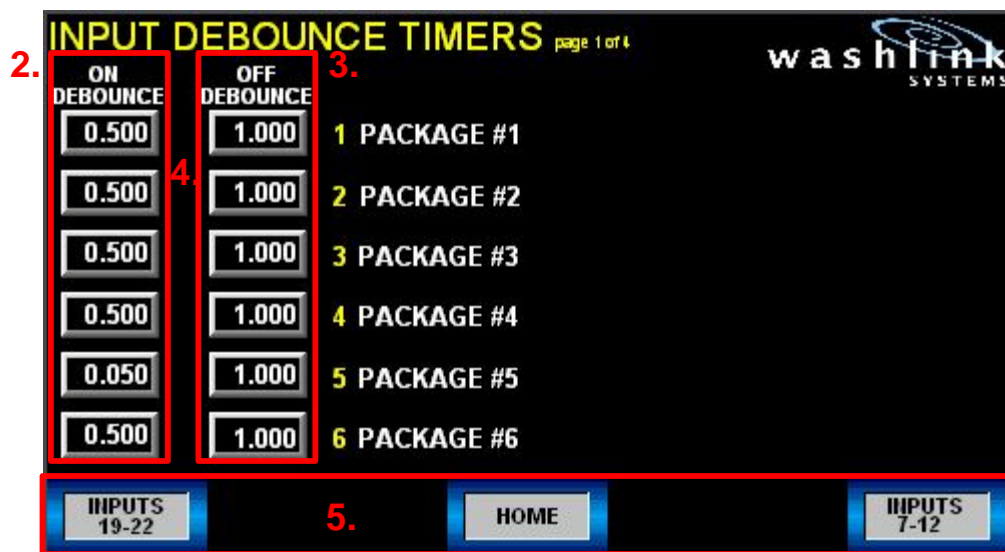 INPUT DEBOUNCE TIMERS page 1 of 4
washlink
SYSTEMS
2.
ON DEBOUNCE
OFF DEBOUNCE
3.
0.500 1.000 1 PACKAGE #1
4.
0.500 1.000 2 PACKAGE #2
0.500 1.000 3 PACKAGE #3
0.500 1.000 4 PACKAGE #4
0.050 1.000 5 PACKAGE #5
0.500 1.000 6 PACKAGE #6
INPUTS 19-22
5.
HOME
INPUTS 7-12